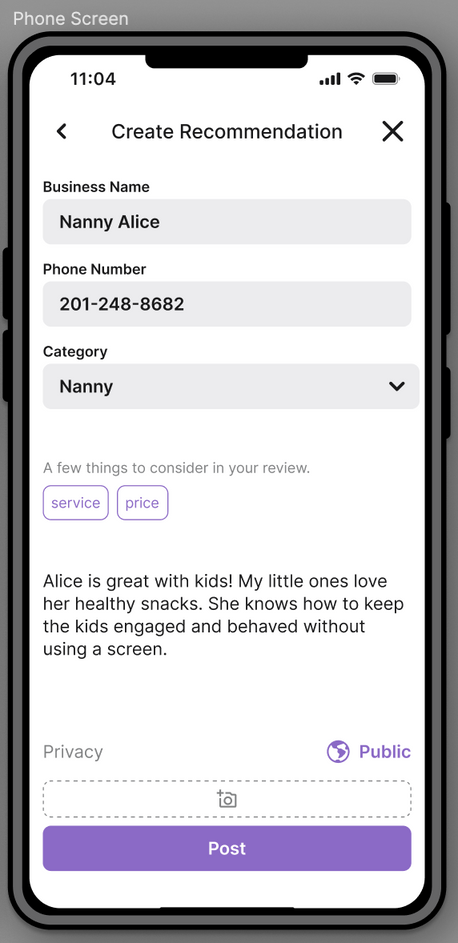 Phone Screen
11:04
Create Recommendation
Business Name
Nanny Alice
Phone Number
201-248-8682
Category
Nanny
A few things to consider in your review.
service price
Alice is great with kids! My little ones love
her healthy snacks. She knows how to keep
the kids engaged and behaved without
using a screen.
Privacy Public
Post